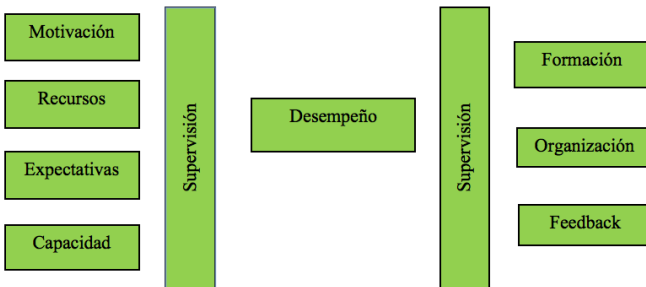 Motivación
Recursos
Expectativas
Capacidad
Supervisión
Desempeño
Supervisión
Formación
Organización
Feedback